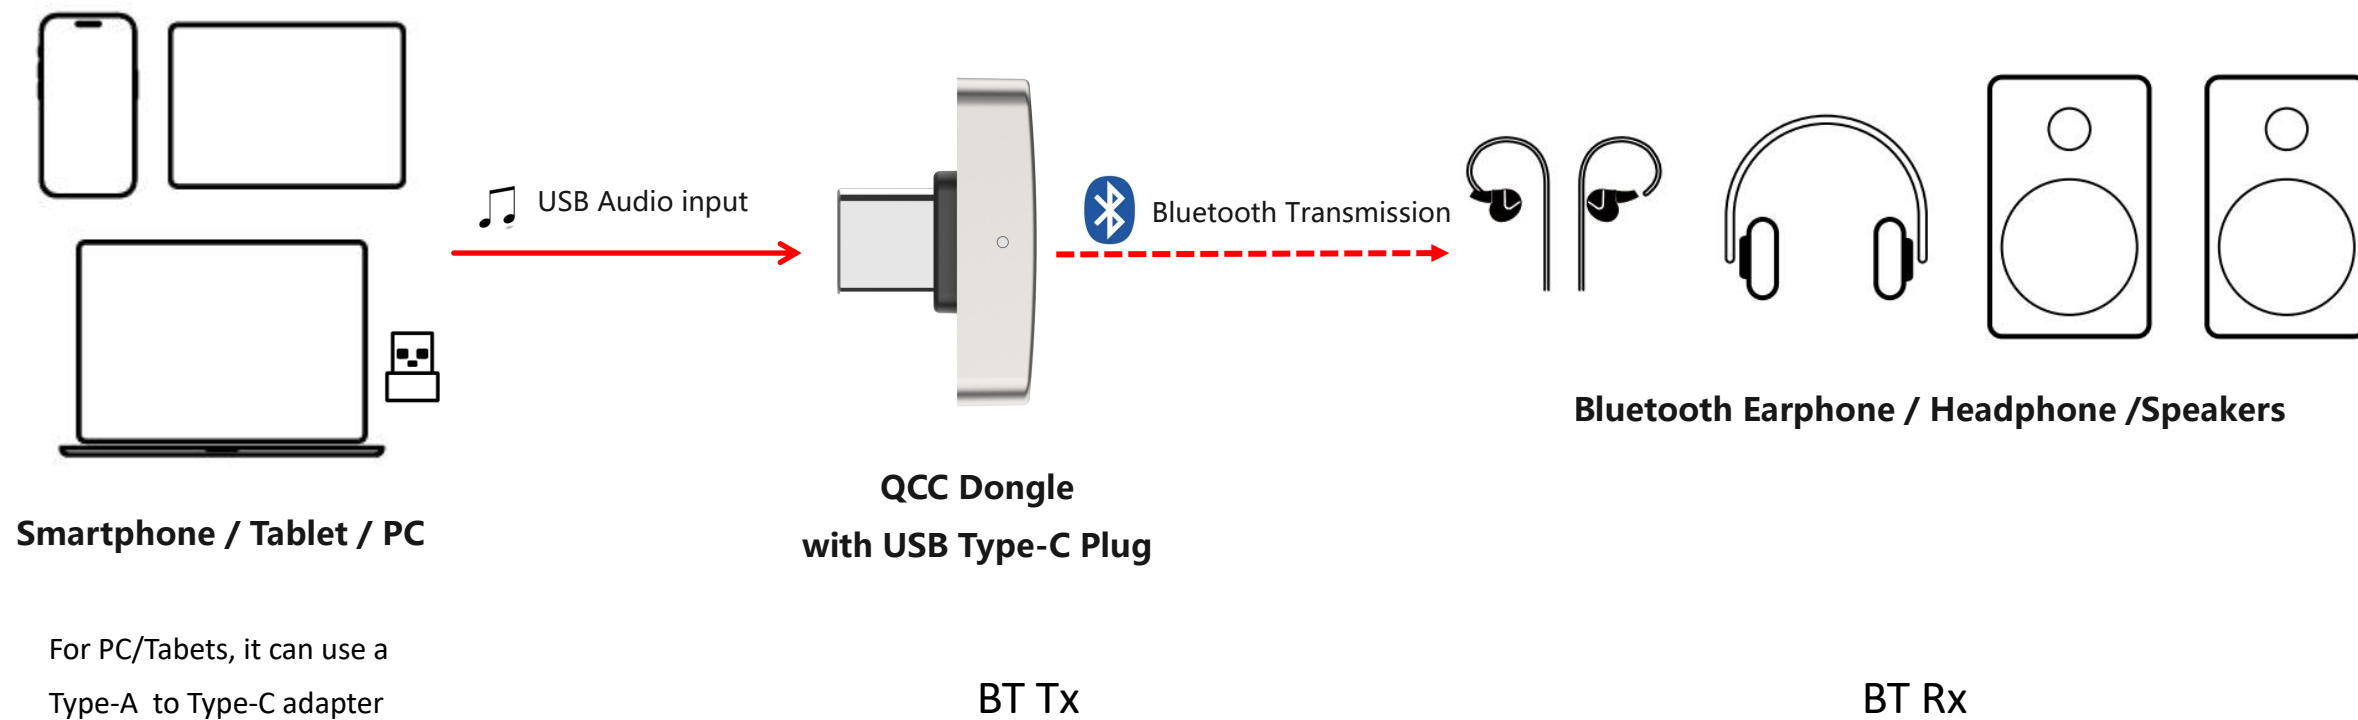 USB Audio input
Bluetooth Transmission
Bluetooth Earphone / Headphone /Speakers
QCC Dongle
with USB Type-C Plug
Smartphone / Tablet / PC
For PC/Tabets, it can use a
Type-A to Type-C adapter
BT Tx
BT Rx